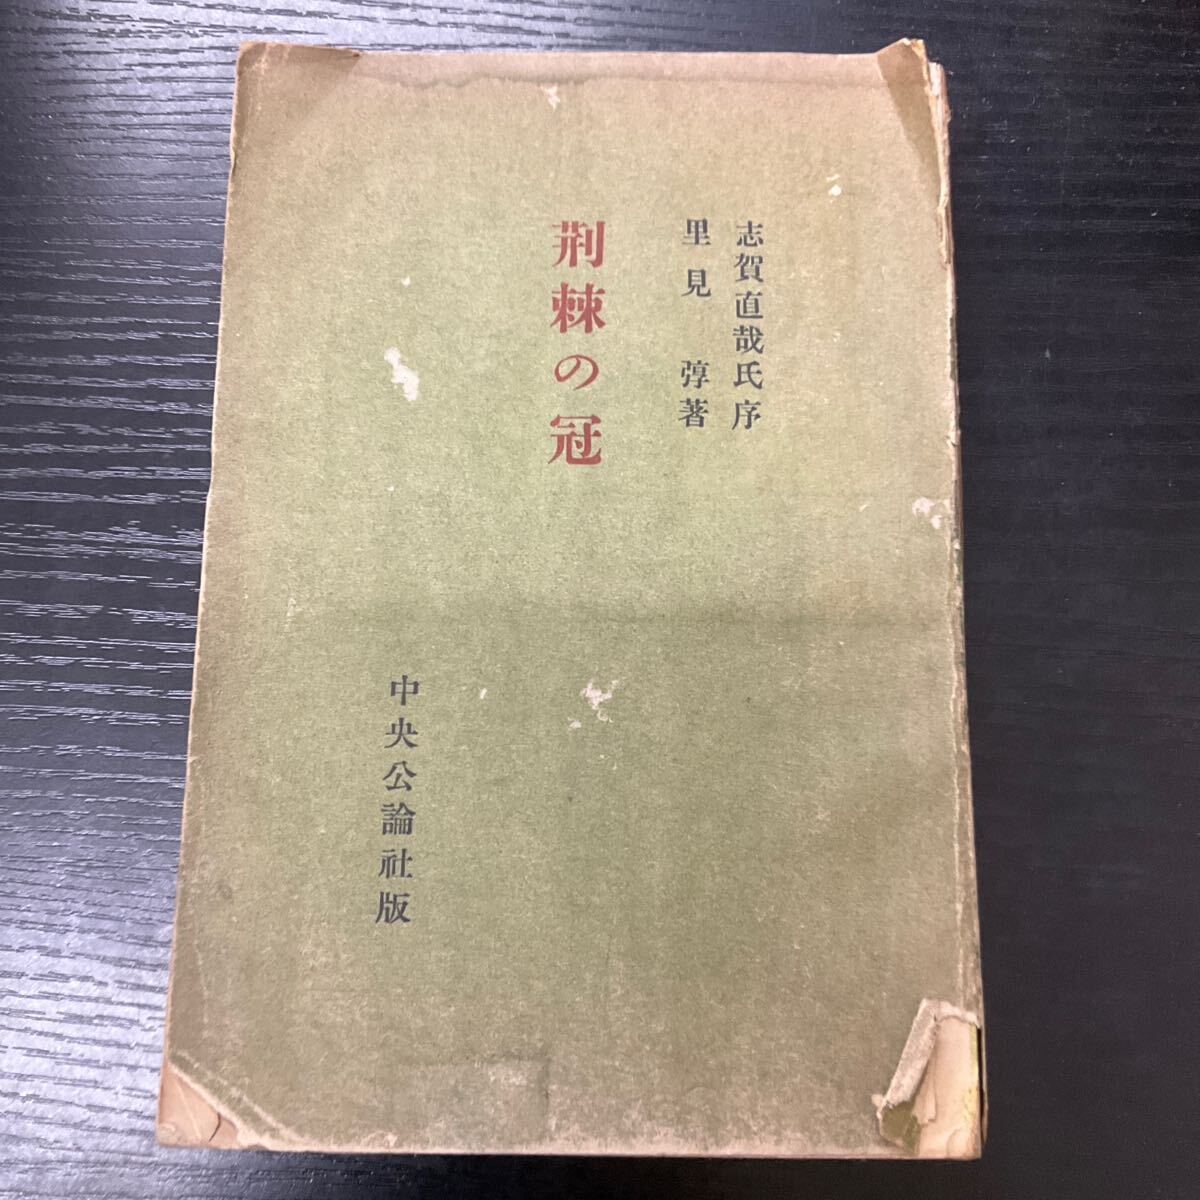 志賀直哉氏序
里見弴著
荊棘の冠
中央公論社版